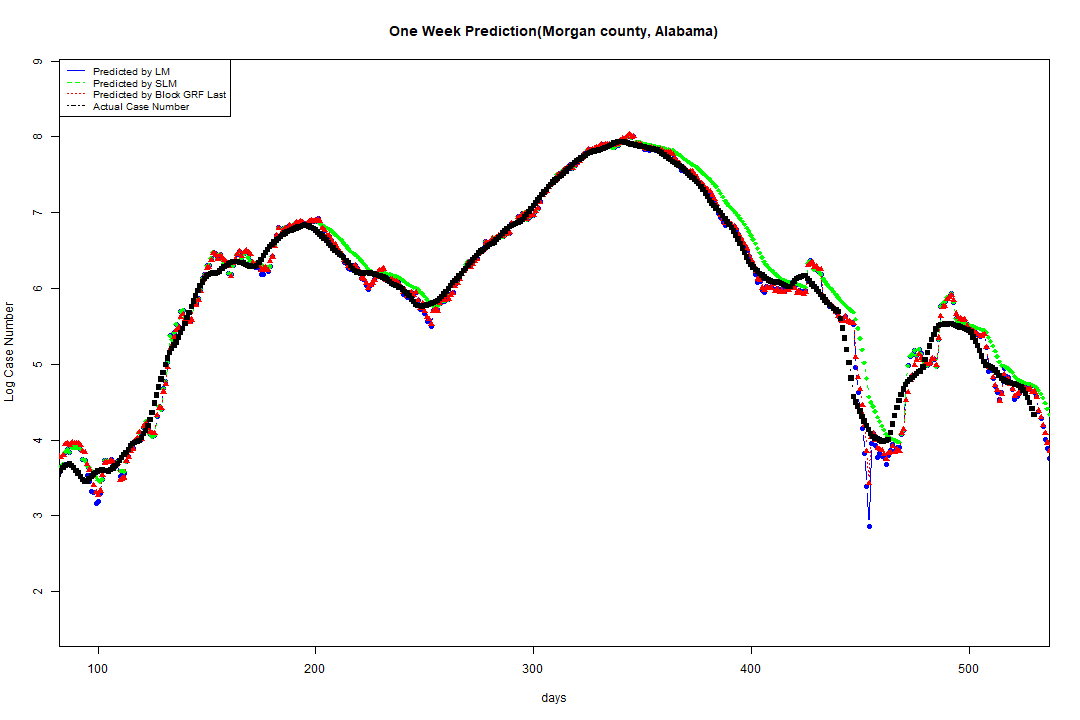 One Week Prediction(Morgan county, Alabama)
Predicted by LM
Predicted by SLM
Predicted by Block GRF Last
Actual Case Number
9
8
7
6
5
4
3
2
Log Case Number
100 200 300 400 500
days